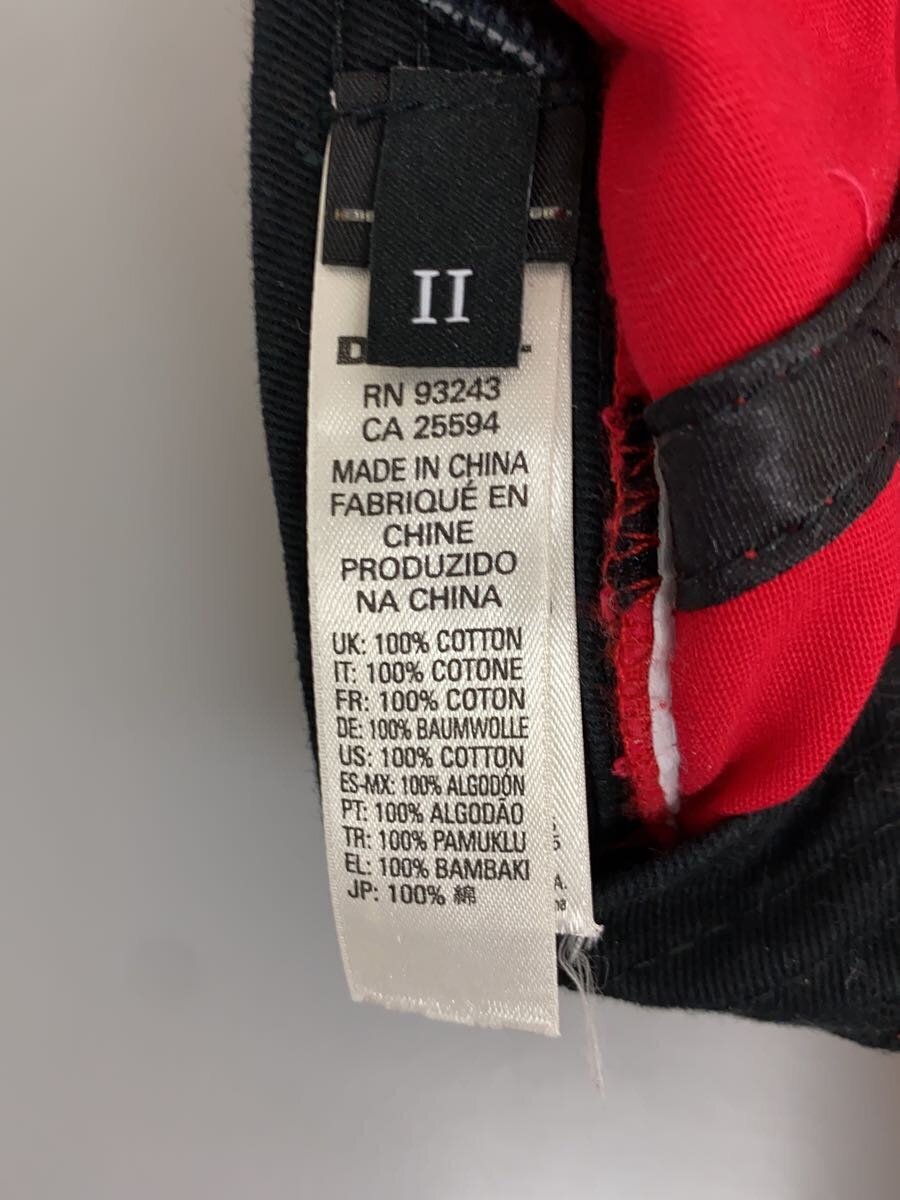 II
RN 93243
CA 25594
MADE IN CHINA
FABRIQUÉ EN
CHINE
PRODUZIDO
NA CHINA
UK: 100% COTTON
IT: 100% COTONE
FR: 100% COTON
DE: 100% BAUMWOLLE
US: 100% COTTON
ES-MX: 100% ALGODÓN
PT: 100% ALGODÃO
TR: 100% PAMUKLU
EL: 100% BAMBAKI
JP: 100% 綿